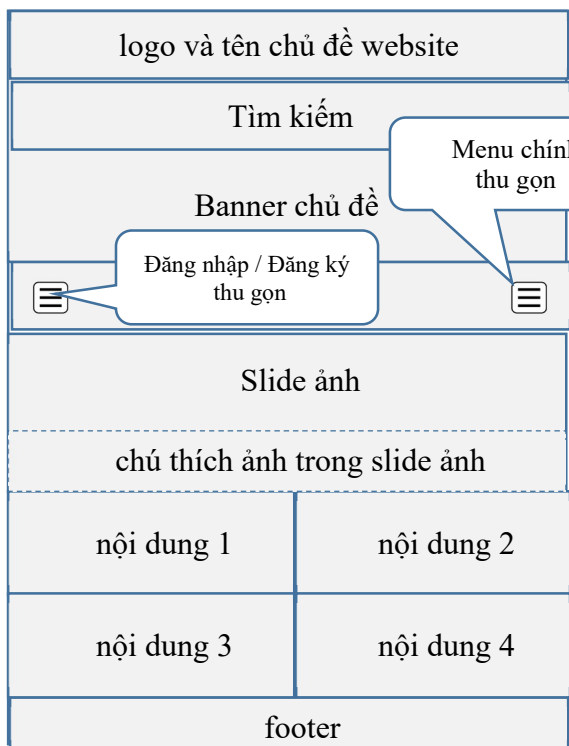 logo và tên chủ đề website
Tìm kiếm
Menu chính
thu gọn
Banner chủ đề
Đăng nhập / Đăng ký
thu gọn
Slide ảnh
chú thích ảnh trong slide ảnh
nội dung 1
nội dung 2
nội dung 3
nội dung 4
footer